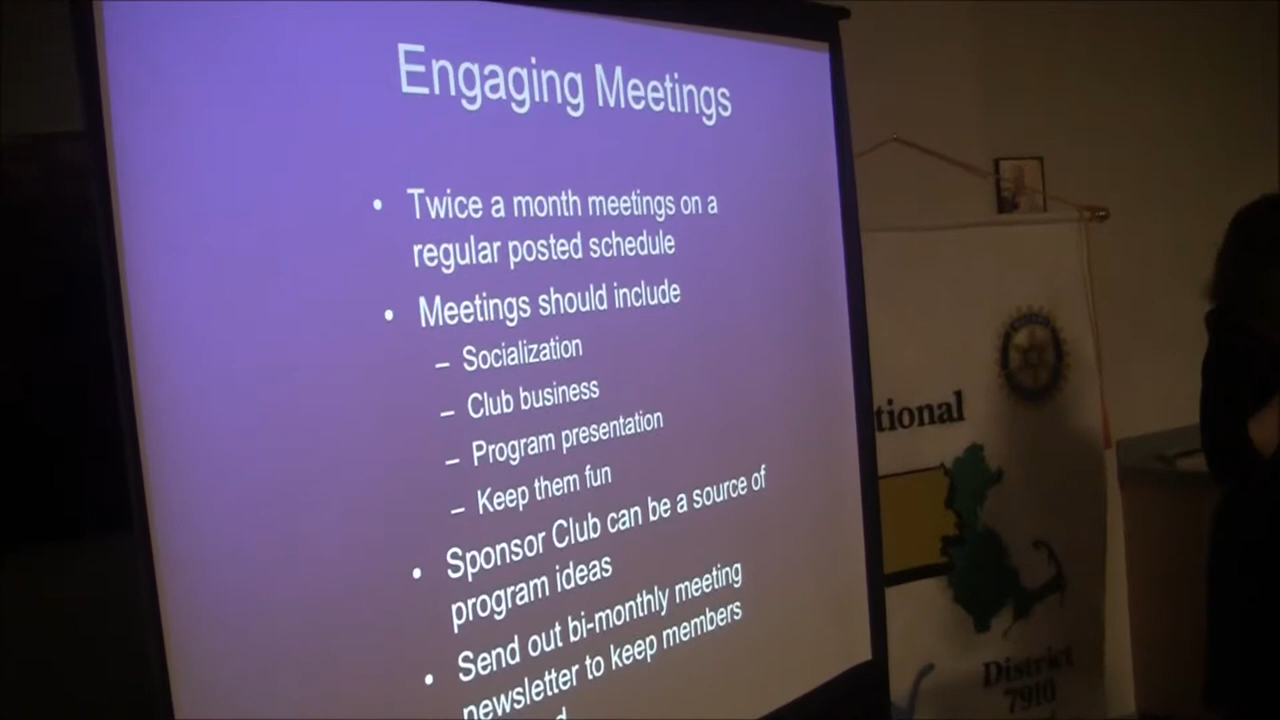 Engaging Meetings
• Twice a month meetings on a
regular posted schedule
• Meetings should include
– Socialization
– Club business
– Program presentation
– Keep them fun
• Sponsor Club can be a source of
program ideas
• Send out bi-monthly meeting
newsletter to keep members
tional
District
7910